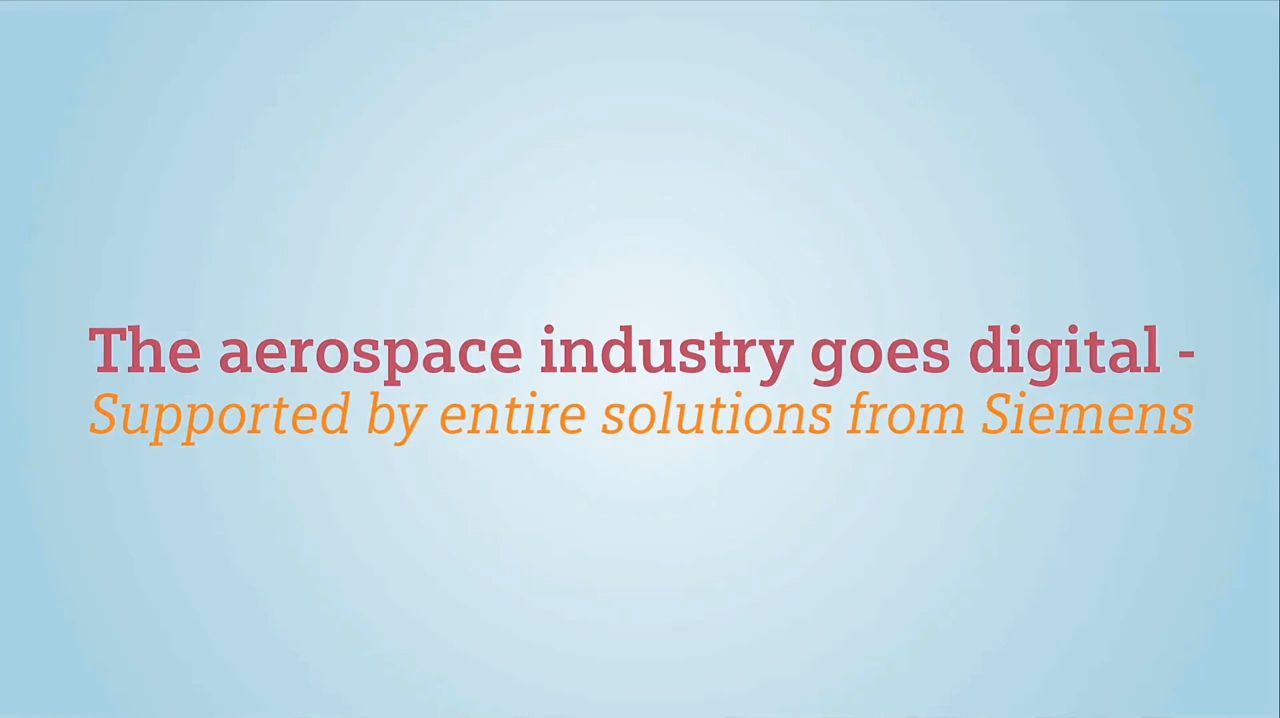 The aerospace industry goes digital -
Supported by entire solutions from Siemens